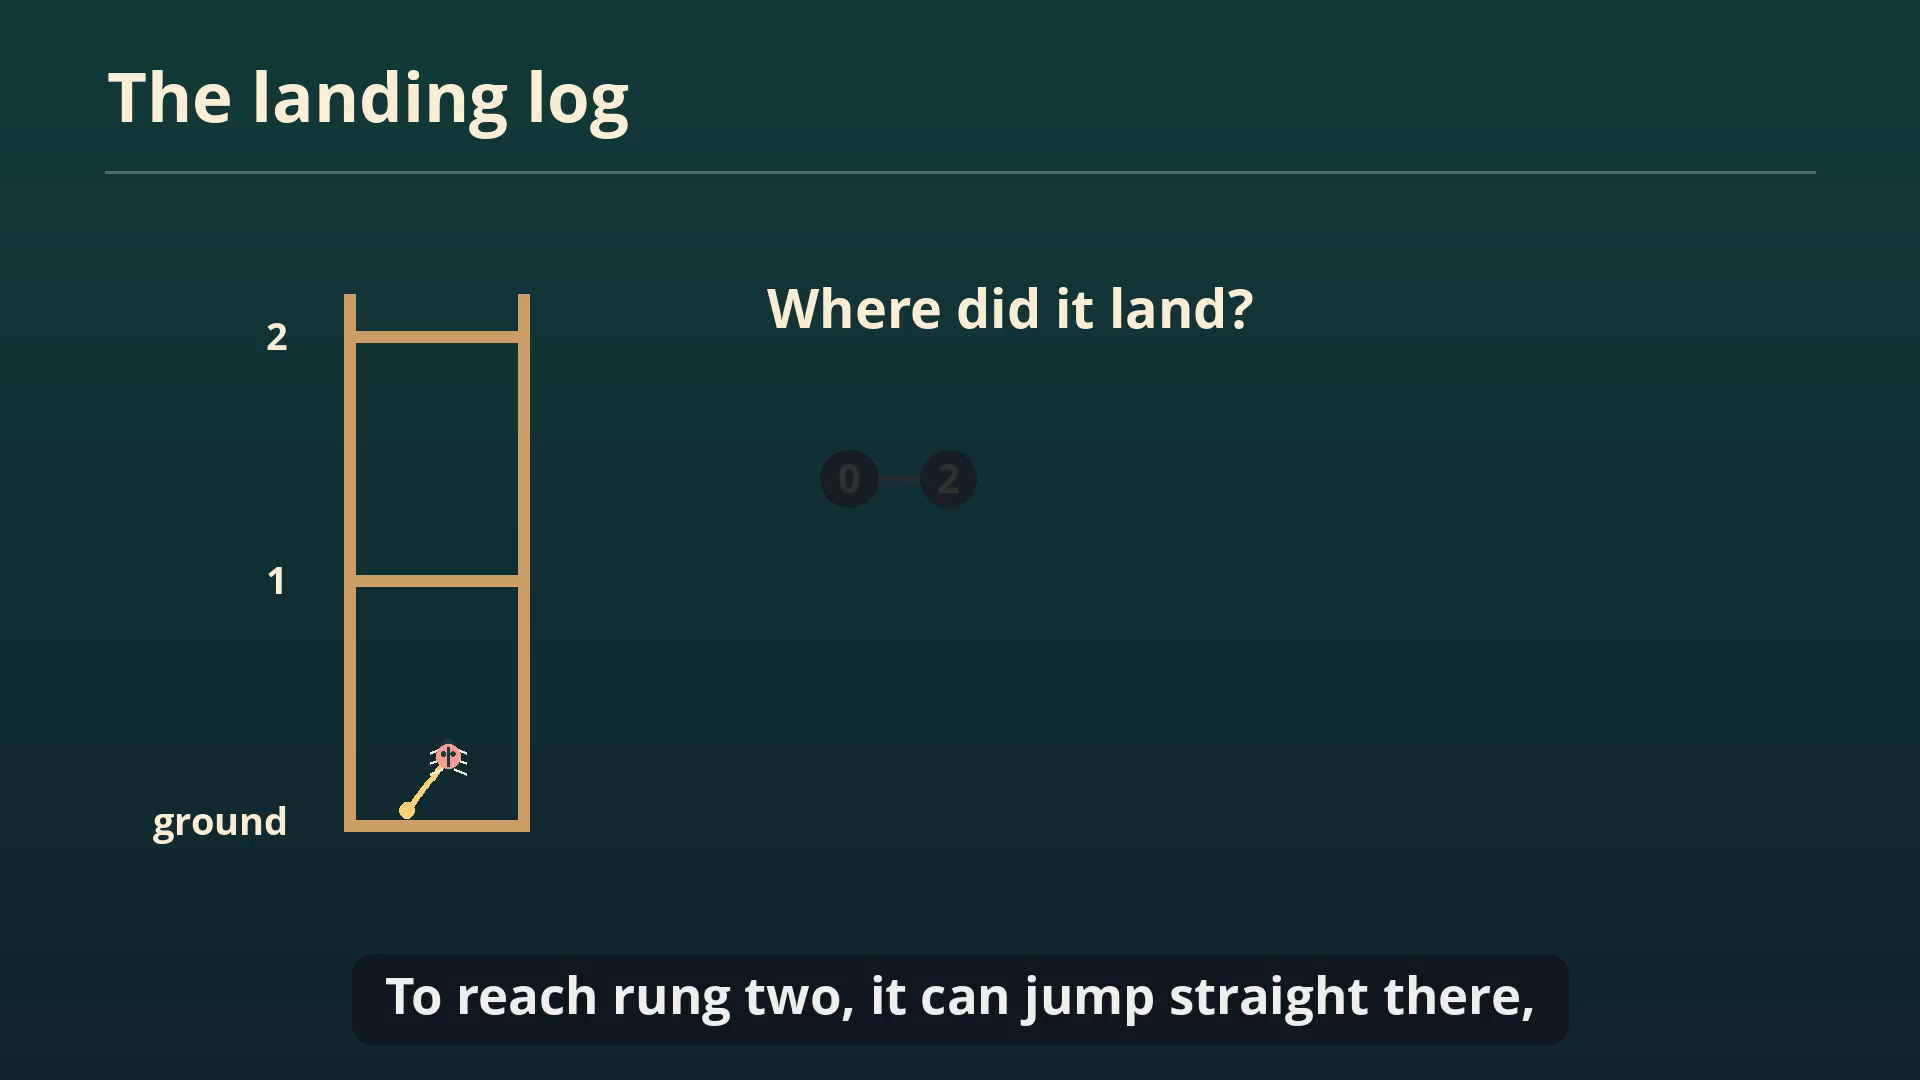 The landing log
Where did it land?
2
0 2
1
ground
To reach rung two, it can jump straight there,